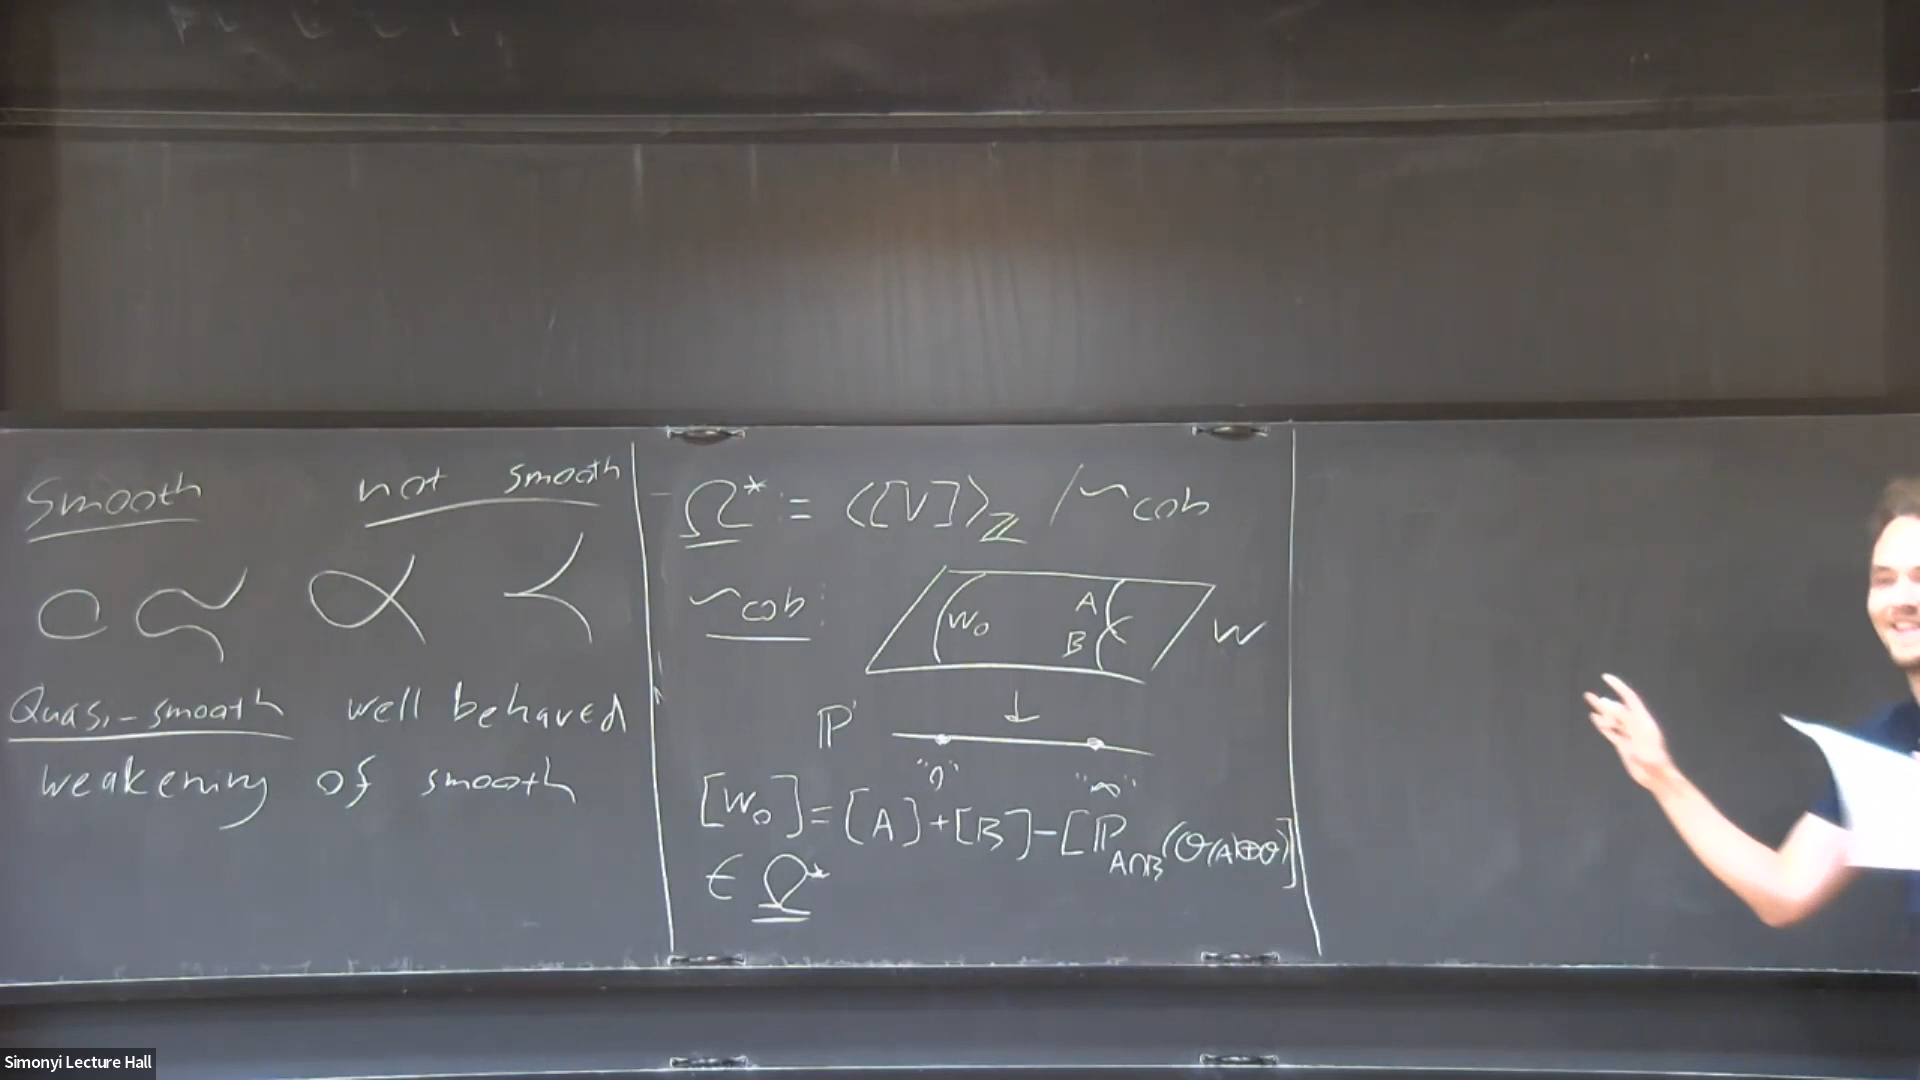 Smooth not smooth
Quasi-smooth well behaved
weakening of smooth
Ω* := ⟨[V]⟩_ℤ / ~cob
~cob :
W₀ A B W
ℙ¹ ↓
"0" "∞"
[W₀] = [A] + [B] - [ℙ_{A∩B}(𝒪(A)⊕𝒪)]
∈ Ω*
Simonyi Lecture Hall